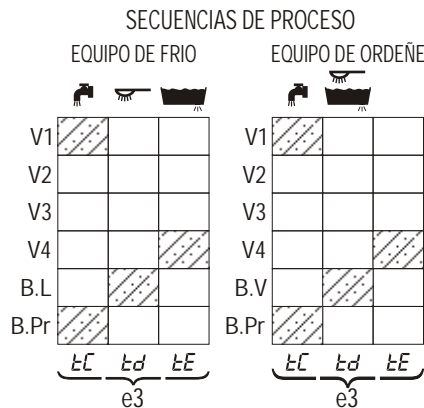 SECUENCIAS DE PROCESO
EQUIPO DE FRIO EQUIPO DE ORDEÑE
V1 V1
V2 V2
V3 V3
V4 V4
B.L B.V
B.Pr B.Pr
tC td tE tC td tE
e3 e3